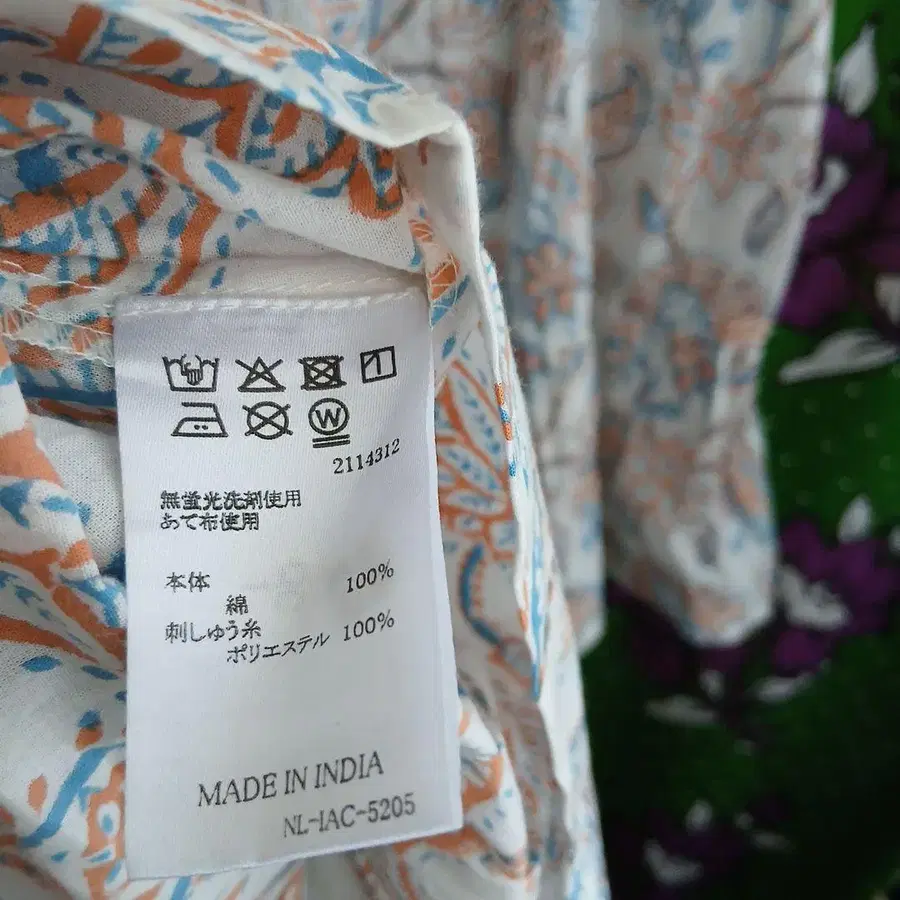 W
2114312
無蛍光洗剤使用
あて布使用
本体 100%
綿
刺しゅう糸 100%
ポリエステル
MADE IN INDIA
NL-IAC-5205